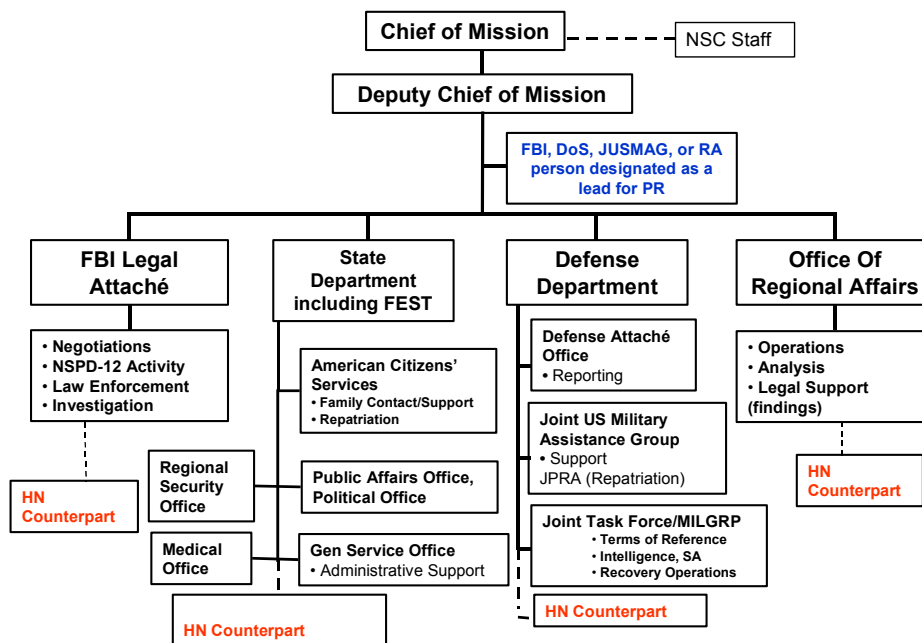 Chief of Mission
NSC Staff
Deputy Chief of Mission
FBI, DoS, JUSMAG, or RA
person designated as a
lead for PR
FBI Legal
Attaché
• Negotiations
• NSPD-12 Activity
• Law Enforcement
• Investigation
HN
Counterpart
State
Department
including FEST
American Citizens’
Services
• Family Contact/Support
• Repatriation
Regional
Security
Office
Public Affairs Office,
Political Office
Medical
Office
Gen Service Office
• Administrative Support
HN Counterpart
Defense
Department
Defense Attaché
Office
• Reporting
Joint US Military
Assistance Group
• Support
JPRA (Repatriation)
Joint Task Force/MILGRP
• Terms of Reference
• Intelligence, SA
• Recovery Operations
HN Counterpart
Office Of
Regional Affairs
• Operations
• Analysis
• Legal Support
(findings)
HN
Counterpart